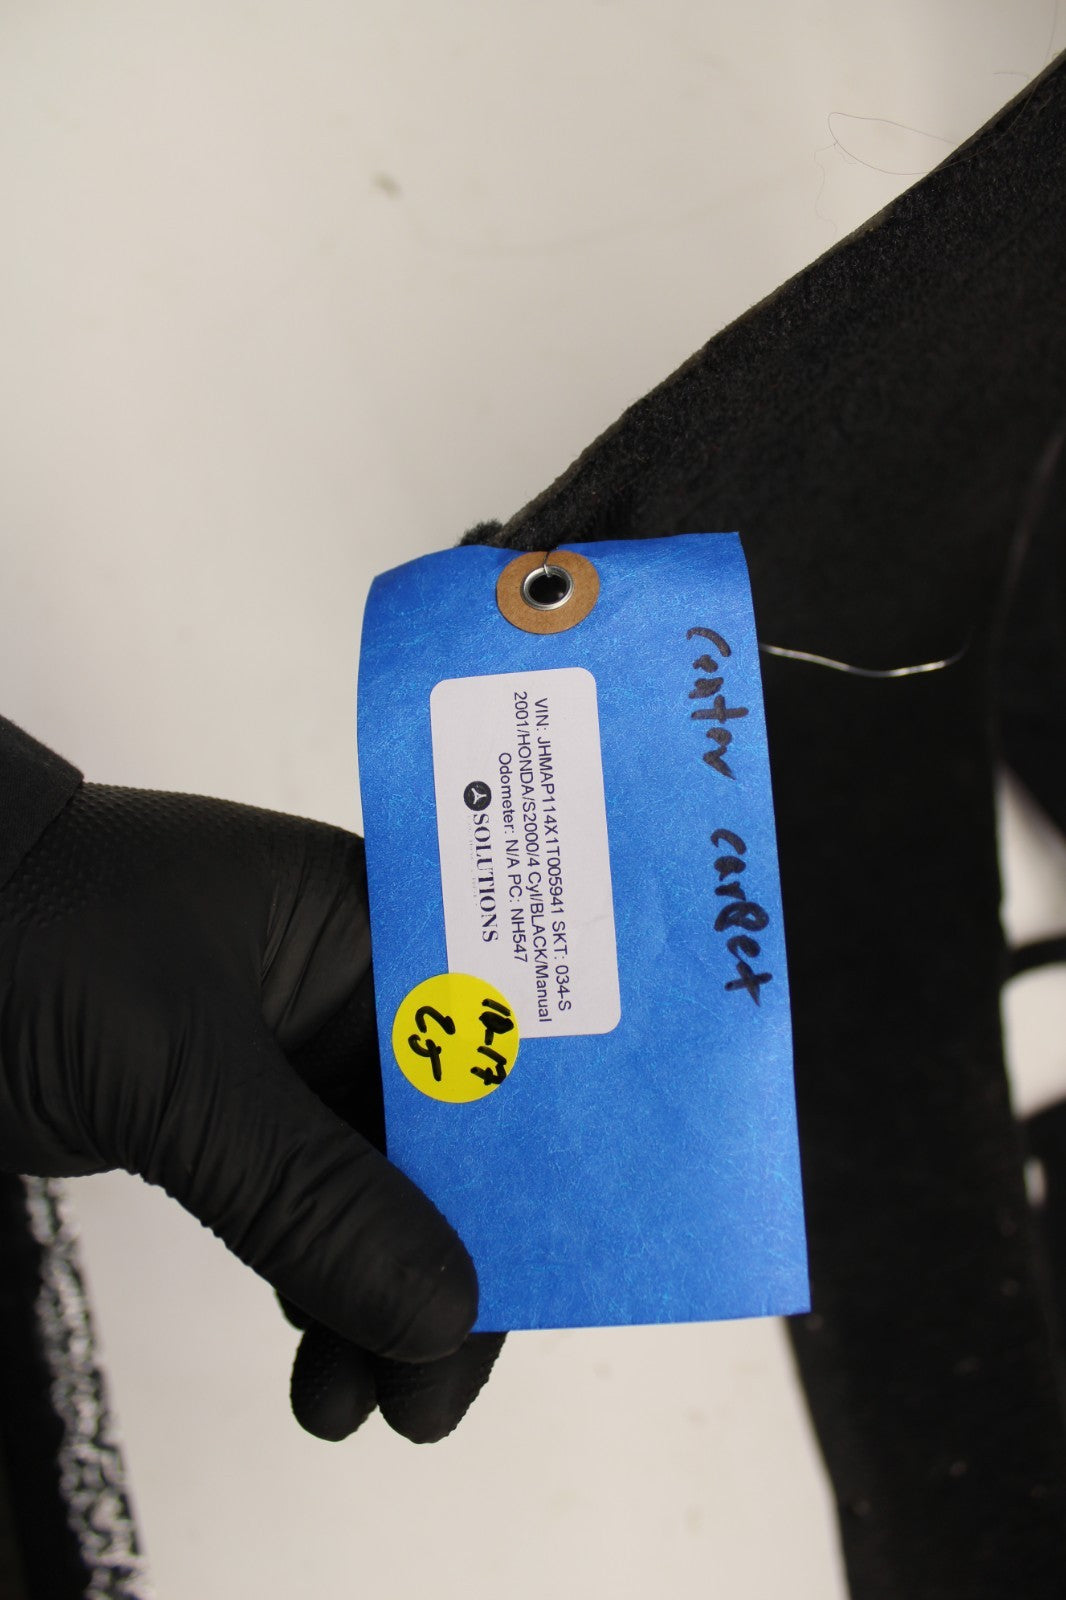 center carpet
VIN: JHMAP114X1T005941 SKT: 034-S
2001/HONDA/S2000/4 Cyl/BLACK/Manual
Odometer: N/A PC: NH547
SOLUTIONS
10-17